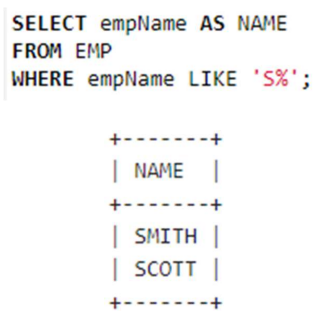 SELECT empName AS NAME
FROM EMP
WHERE empName LIKE 'S%';
+-------+
| NAME  |
+-------+
| SMITH |
| SCOTT |
+-------+